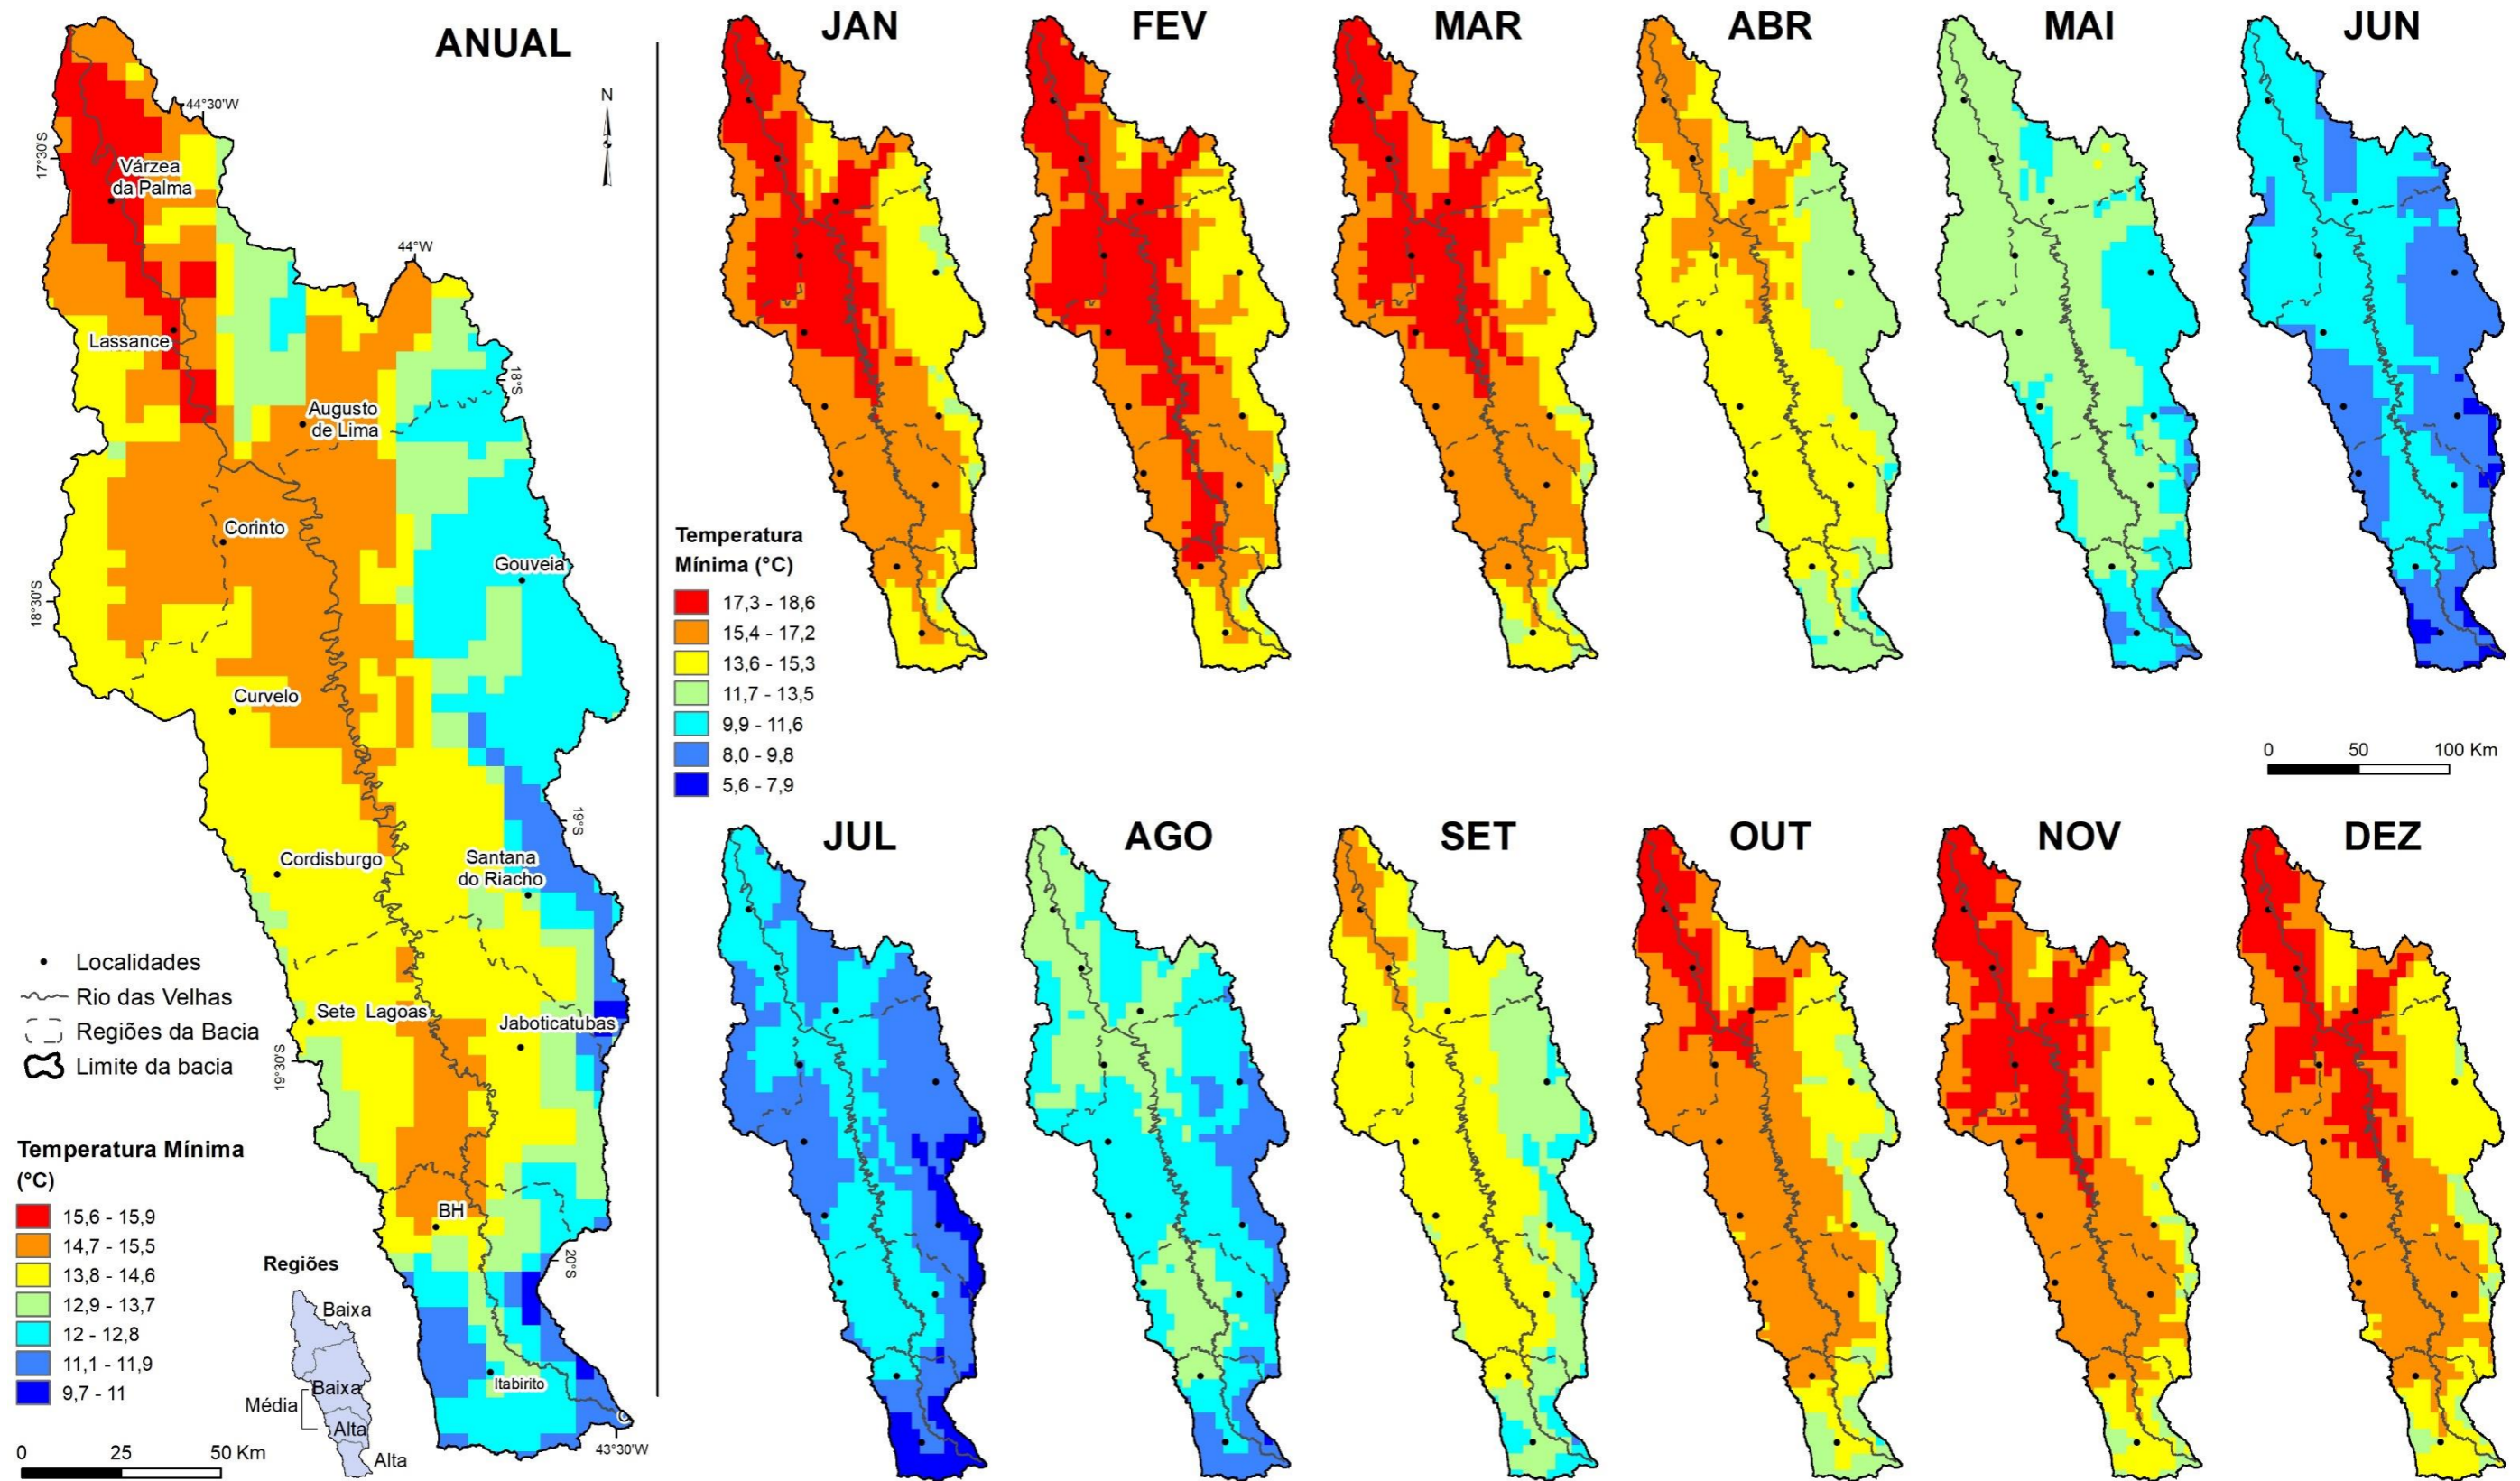 ANUAL
JAN
FEV
MAR
ABR
MAI
JUN
N
44°30'W
17°30'S
Várzea
da Palma
44°W
Lassance
18°S
Augusto
de Lima
Corinto
Gouveia
18°30'S
Curvelo
19°S
Cordisburgo
Santana
do Riacho
Sete Lagoas
Jaboticatubas
19°30'S
BH
20°S
Itabirito
43°30'W
Localidades
Rio das Velhas
Regiões da Bacia
Limite da bacia
Temperatura Mínima
(°C)
15,6 - 15,9
14,7 - 15,5
13,8 - 14,6
12,9 - 13,7
12 - 12,8
11,1 - 11,9
9,7 - 11
0 25 50 Km
Regiões
Baixa
Baixa
Média
Alta
Alta
Temperatura
Mínima (°C)
17,3 - 18,6
15,4 - 17,2
13,6 - 15,3
11,7 - 13,5
9,9 - 11,6
8,0 - 9,8
5,6 - 7,9
0 50 100 Km
JUL
AGO
SET
OUT
NOV
DEZ